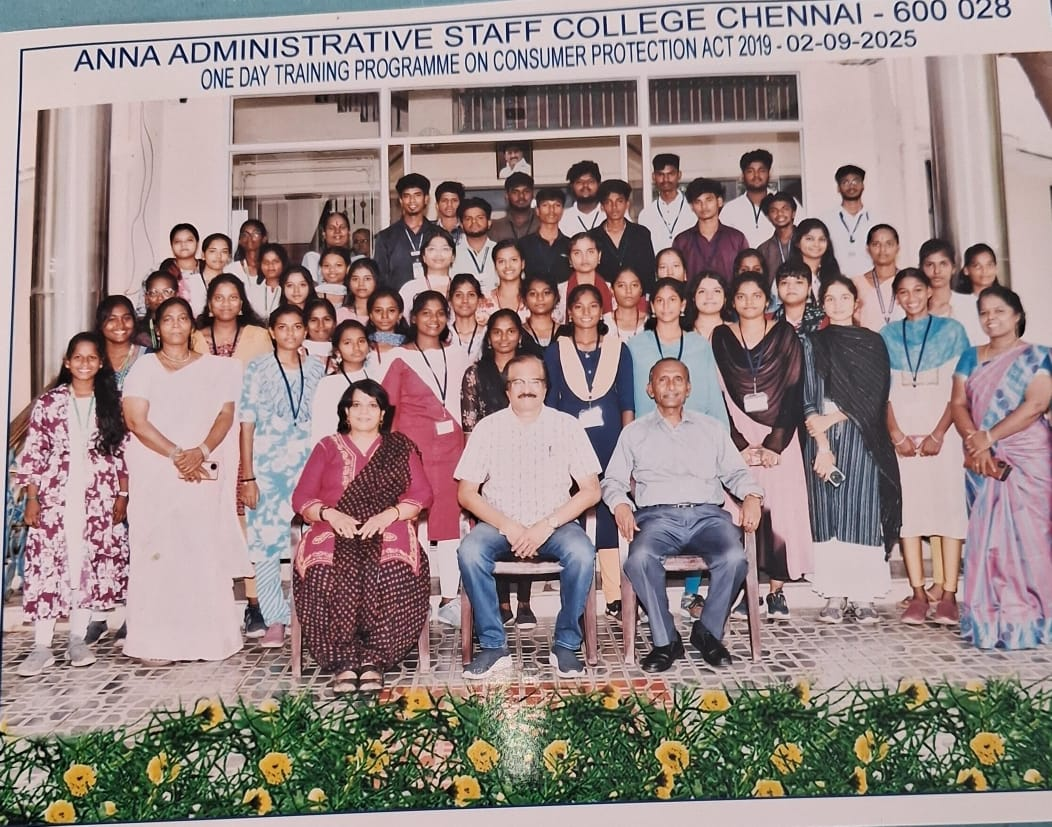 ANNA ADMINISTRATIVE STAFF COLLEGE CHENNAI - 600 028
ONE DAY TRAINING PROGRAMME ON CONSUMER PROTECTION ACT 2019 - 02-09-2025